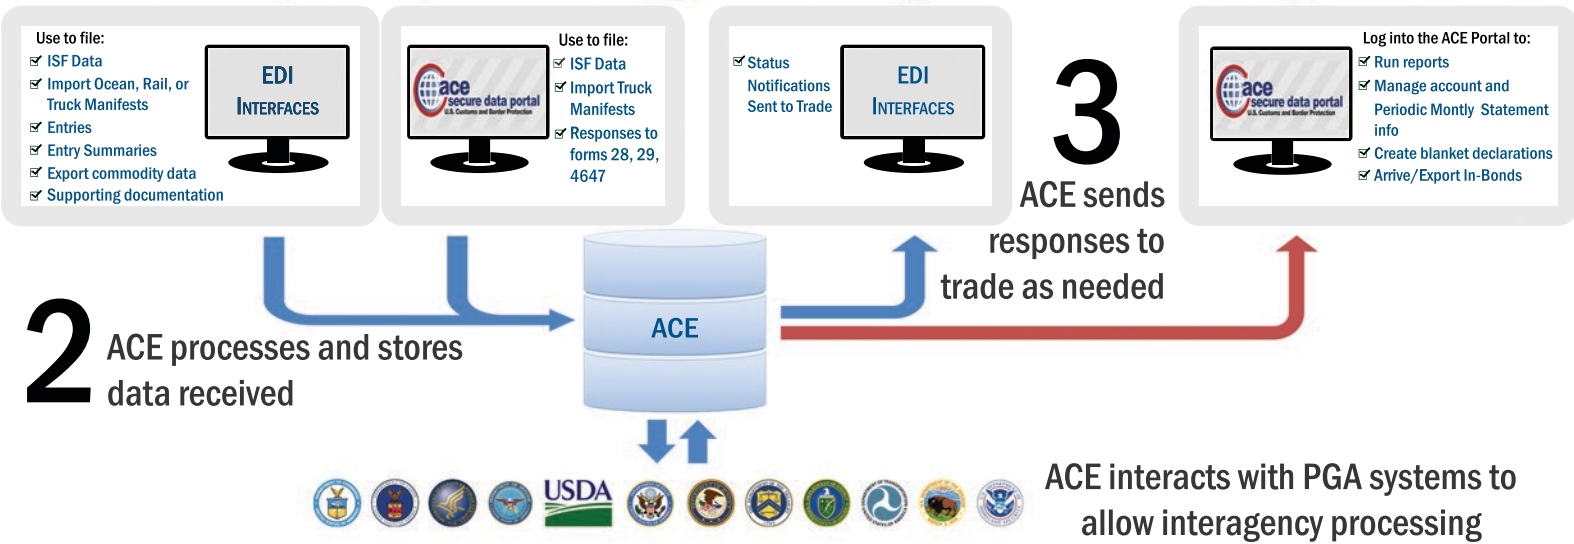 Use to file:
ISF Data
Import Ocean, Rail, or
Truck Manifests
Entries
Entry Summaries
Export commodity data
Supporting documentation
EDI
INTERFACES
ace
secure data portal
U.S. Customs and Border Protection
Use to file:
ISF Data
Import Truck
Manifests
Responses to
forms 28, 29,
4647
Status
Notifications
Sent to Trade
EDI
INTERFACES
3
ACE sends
responses to
trade as needed
ace
secure data portal
U.S. Customs and Border Protection
Log into the ACE Portal to:
Run reports
Manage account and
Periodic Montly Statement
info
Create blanket declarations
Arrive/Export In-Bonds
2
ACE processes and stores
data received
ACE
USDA
ACE interacts with PGA systems to
allow interagency processing